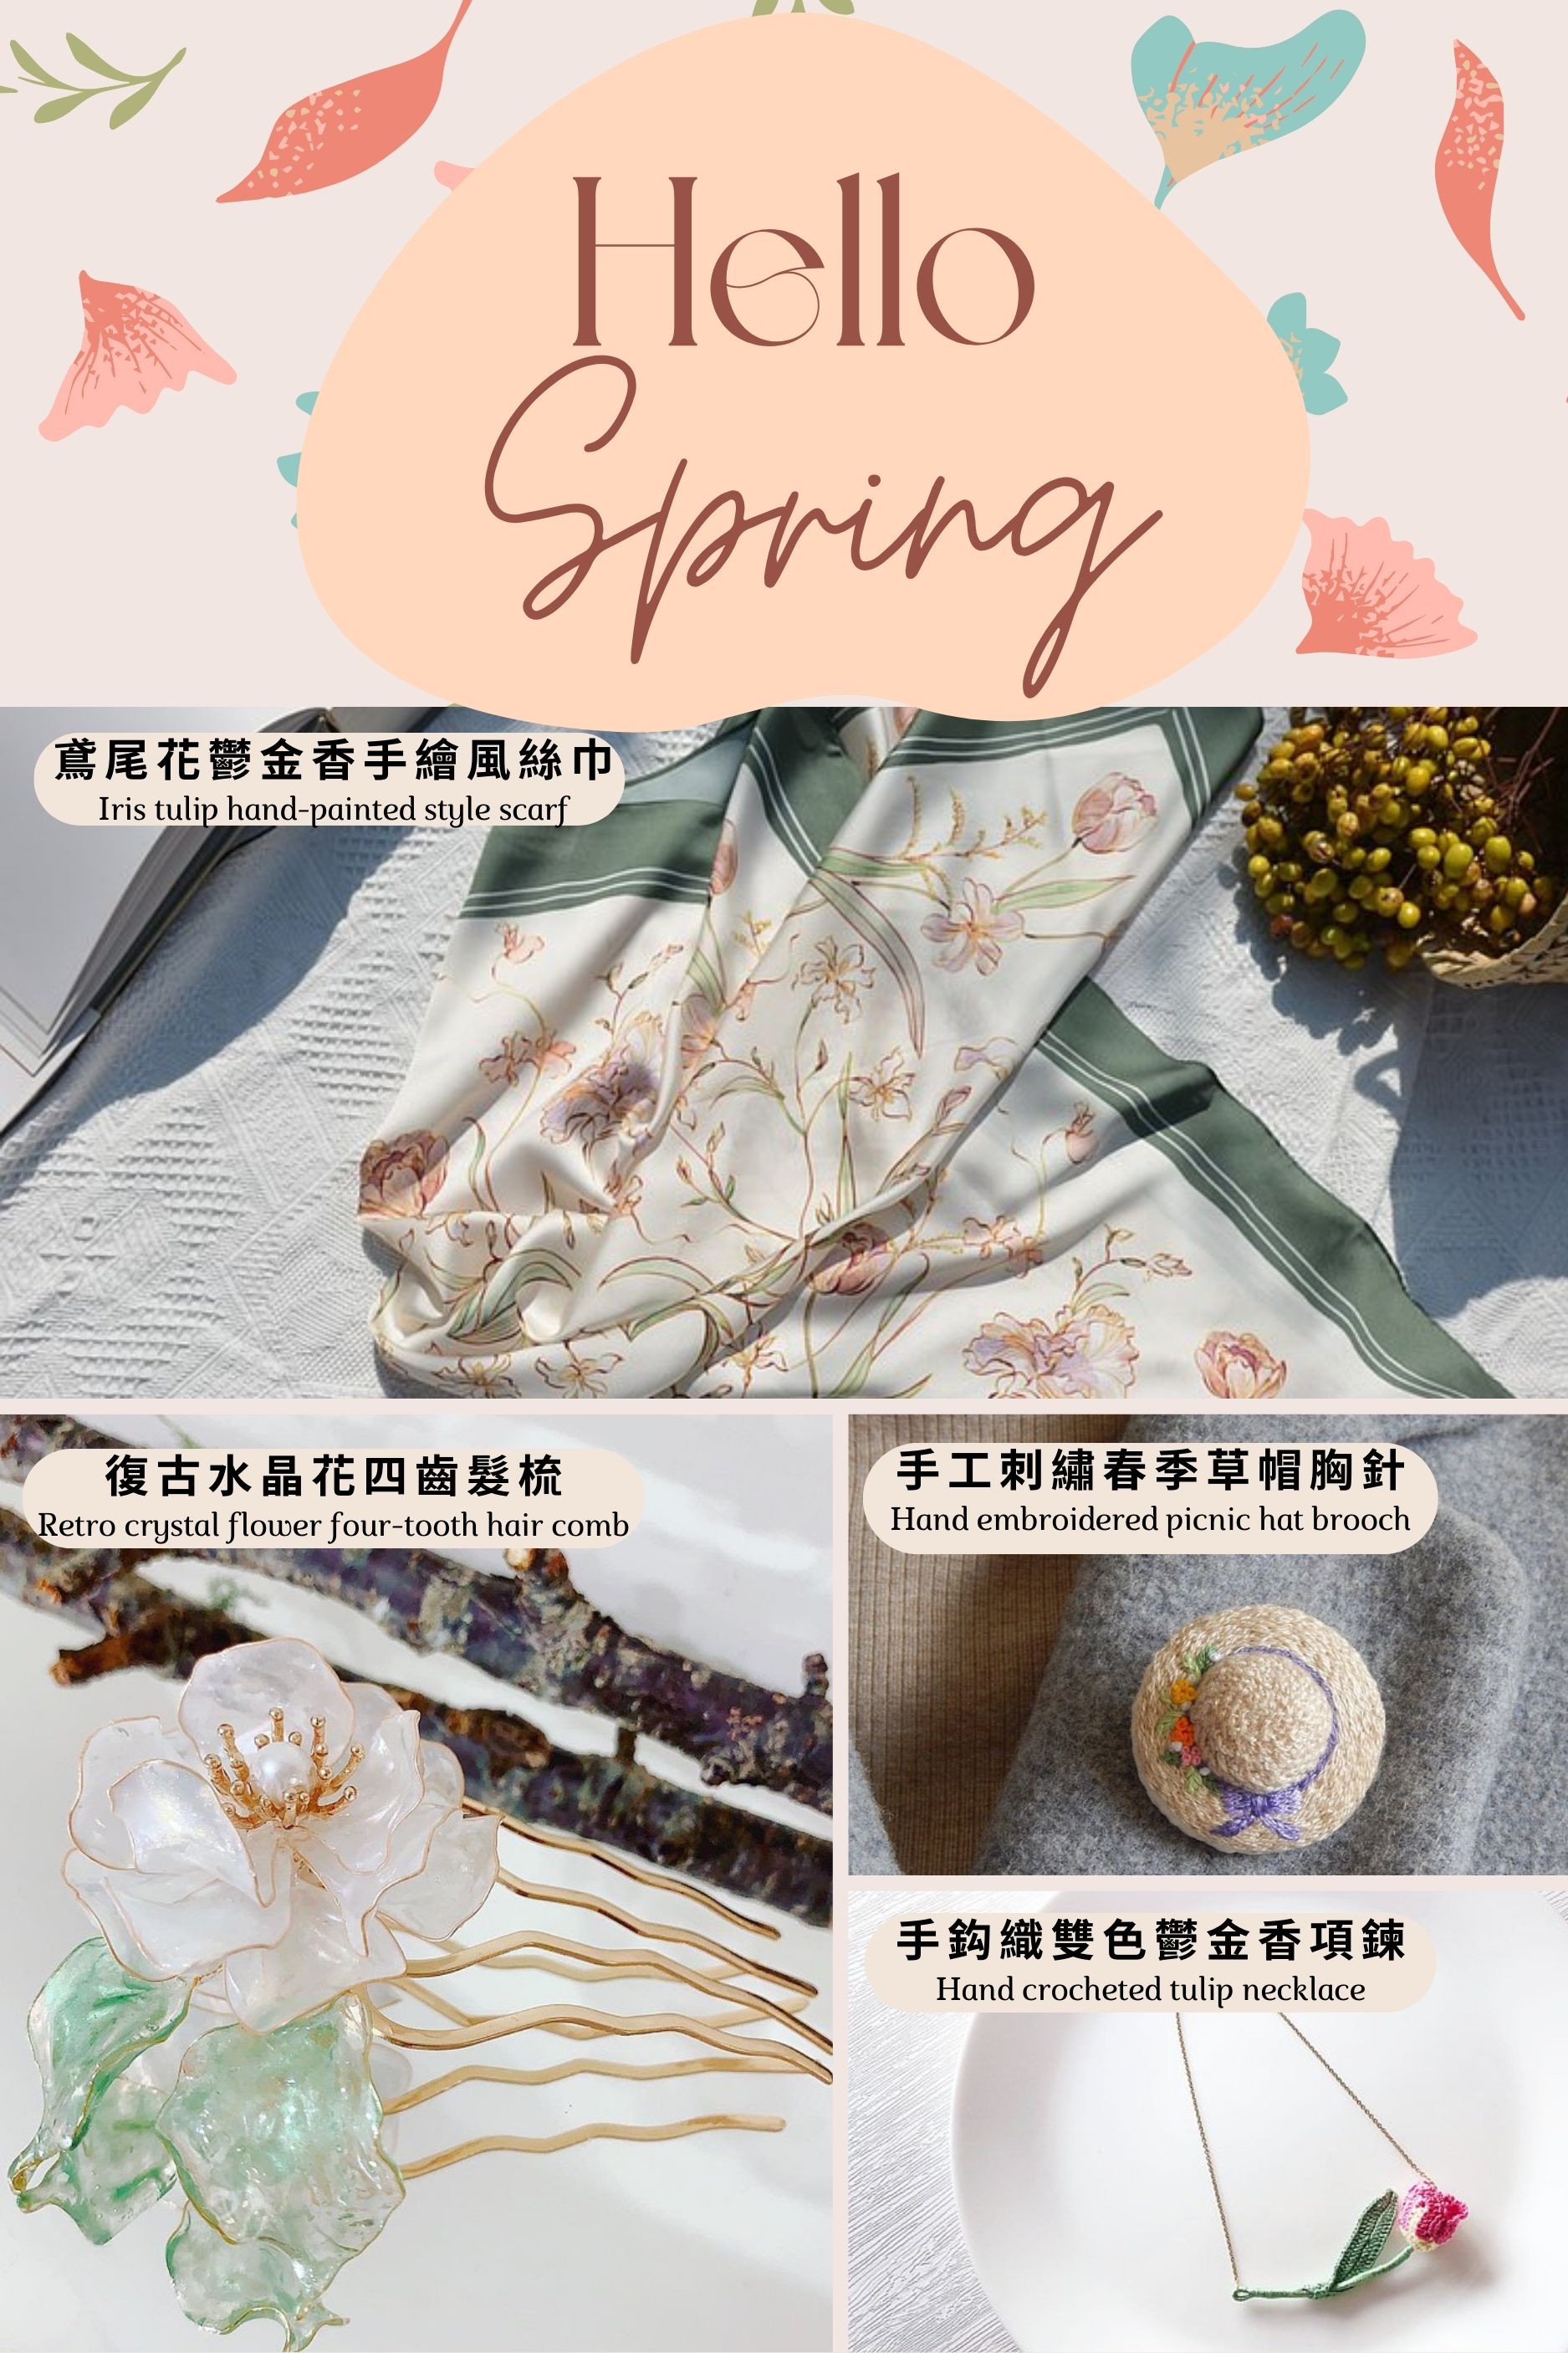 Hello
Spring
鳶尾花鬱金香手繪風絲巾
Iris tulip hand-painted style scarf
復古水晶花四齒髮梳
Retro crystal flower four-tooth hair comb
手工刺繡春季草帽胸針
Hand embroidered picnic hat brooch
手鈎織雙色鬱金香項鍊
Hand crocheted tulip necklace